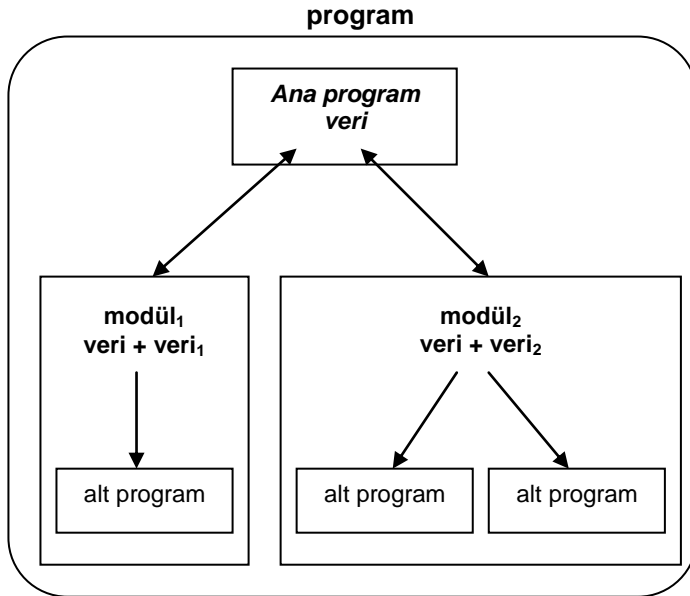 program
Ana program
veri
modül₁
veri + veri₁
modül₂
veri + veri₂
alt program
alt program
alt program